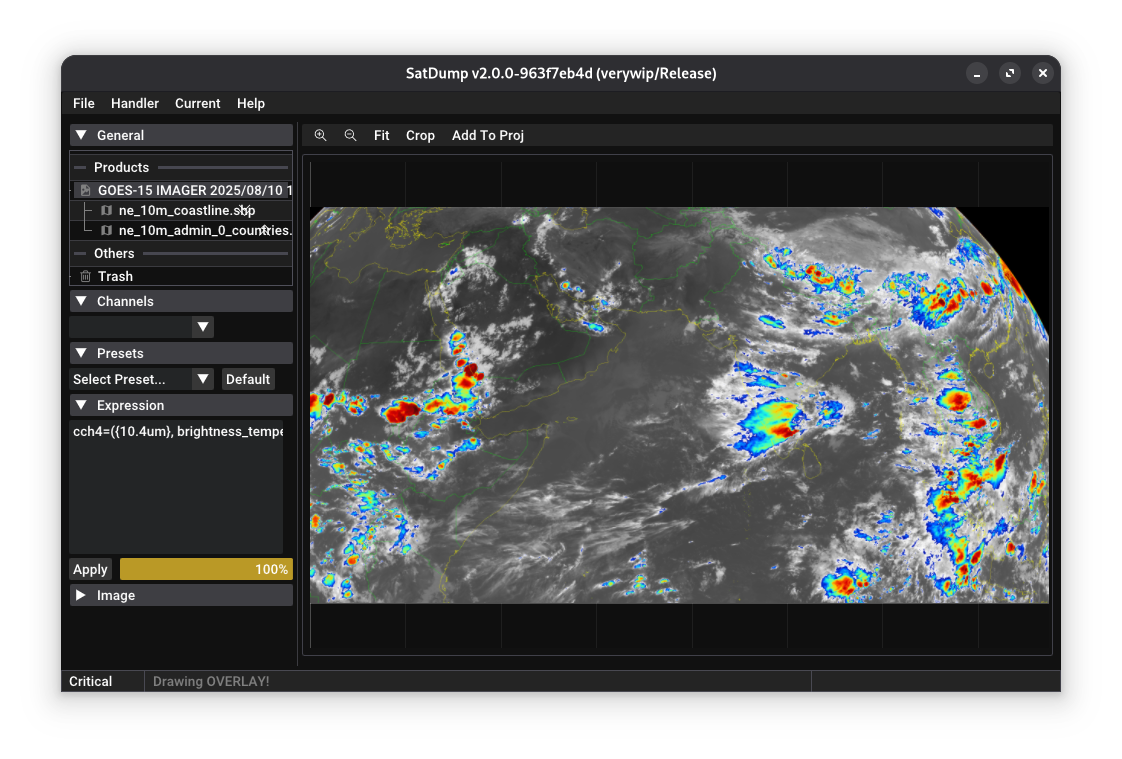 SatDump v2.0.0-963f7eb4d (verywip/Release)
File Handler Current Help
General
Fit Crop Add To Proj
Products
GOES-15 IMAGER 2025/08/10 1
ne_10m_coastline.shp
ne_10m_admin_0_countries.
Others
Trash
Channels
Presets
Select Preset... Default
Expression
cch4=({10.4um}, brightness_tempe
Apply 100%
Image
Critical Drawing OVERLAY!